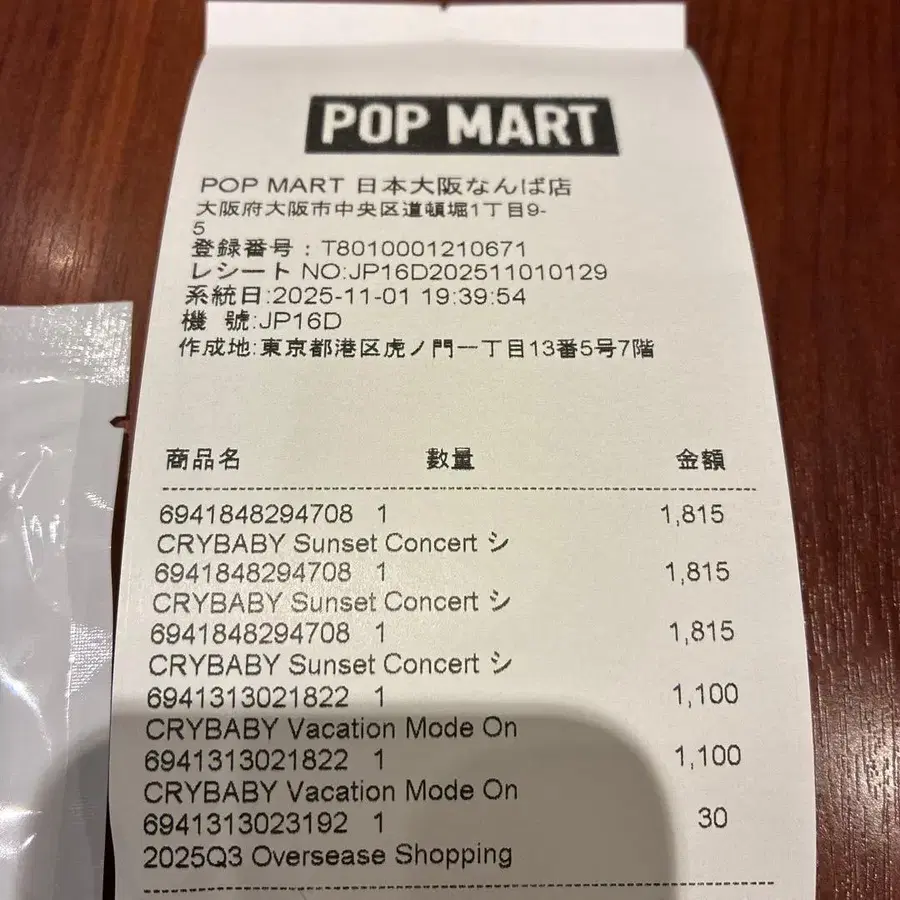 POP MART
POP MART 日本大阪なんば店
大阪府大阪市中央区道頓堀1丁目9-
5
登録番号：T8010001210671
レシート NO:JP16D202511010129
系統日:2025-11-01 19:39:54
機 號:JP16D
作成地:東京都港区虎ノ門一丁目13番5号7階
商品名 數量 金額
6941848294708 1 1,815
CRYBABY Sunset Concert シ
6941848294708 1 1,815
CRYBABY Sunset Concert シ
6941848294708 1 1,815
CRYBABY Sunset Concert シ
6941313021822 1 1,100
CRYBABY Vacation Mode On
6941313021822 1 1,100
CRYBABY Vacation Mode On
6941313023192 1 30
2025Q3 Oversease Shopping